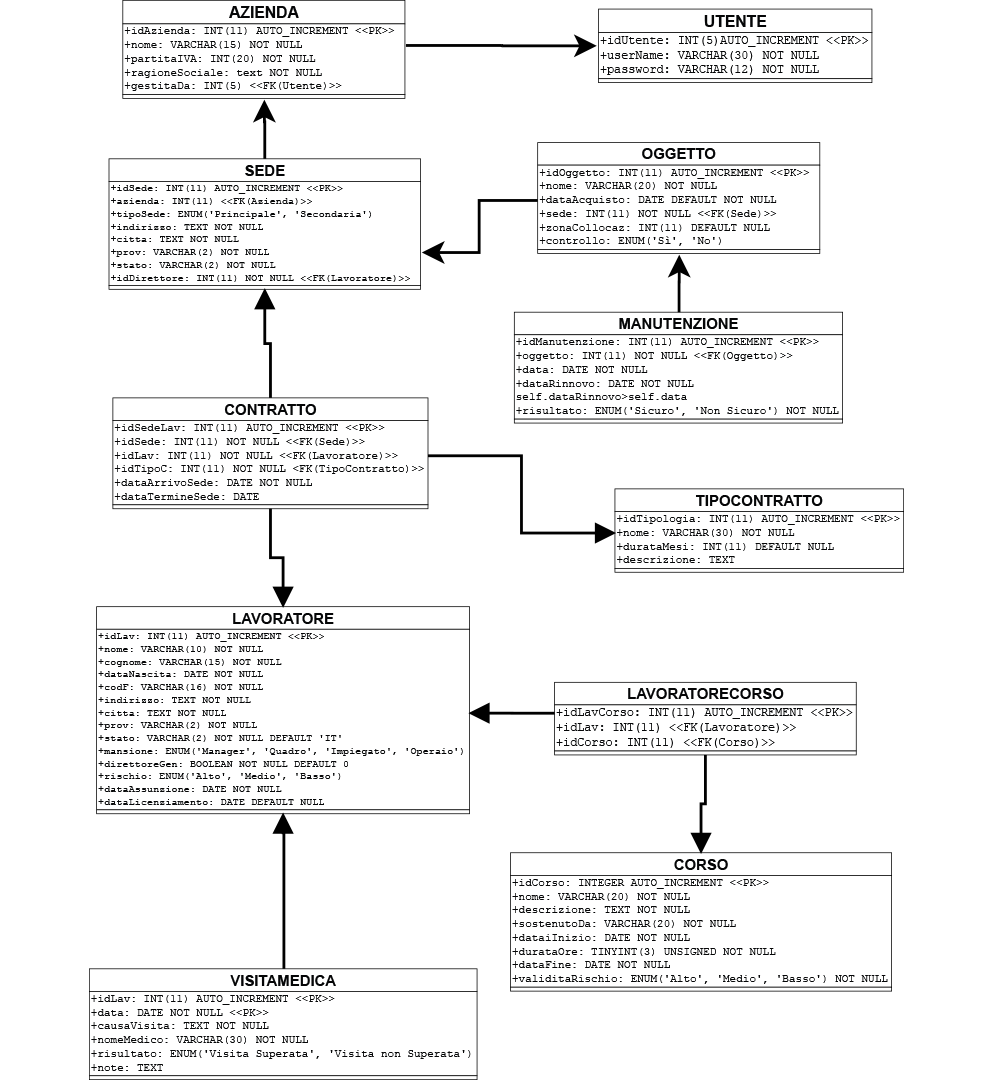 AZIENDA
+idAzienda: INT(11) AUTO_INCREMENT <<PK>>
+nome: VARCHAR(15) NOT NULL
+partitaIVA: INT(20) NOT NULL
+ragioneSociale: text NOT NULL
+gestitaDa: INT(5) <<FK(Utente)>>
UTENTE
+idUtente: INT(5)AUTO_INCREMENT <<PK>>
+userName: VARCHAR(30) NOT NULL
+password: VARCHAR(12) NOT NULL
SEDE
+idSede: INT(11) AUTO_INCREMENT <<PK>>
+azienda: INT(11) <<FK(Azienda)>>
+tipoSede: ENUM('Principale', 'Secondaria')
+indirizzo: TEXT NOT NULL
+citta: TEXT NOT NULL
+prov: VARCHAR(2) NOT NULL
+stato: VARCHAR(2) NOT NULL
+idDirettore: INT(11) NOT NULL <<FK(Lavoratore)>>
OGGETTO
+idOggetto: INT(11) AUTO_INCREMENT <<PK>>
+nome: VARCHAR(20) NOT NULL
+dataAcquisto: DATE DEFAULT NOT NULL
+sede: INT(11) NOT NULL <<FK(Sede)>>
+zonaCollocaz: INT(11) DEFAULT NULL
+controllo: ENUM('Sì', 'No')
MANUTENZIONE
+idManutenzione: INT(11) AUTO_INCREMENT <<PK>>
+oggetto: INT(11) NOT NULL <<FK(Oggetto)>>
+data: DATE NOT NULL
+dataRinnovo: DATE NOT NULL
self.dataRinnovo>self.data
+risultato: ENUM('Sicuro', 'Non Sicuro') NOT NULL
CONTRATTO
+idSedeLav: INT(11) AUTO_INCREMENT <<PK>>
+idSede: INT(11) NOT NULL <<FK(Sede)>>
+idLav: INT(11) NOT NULL <<FK(Lavoratore)>>
+idTipoC: INT(11) NOT NULL <FK(TipoContratto)>>
+dataArrivoSede: DATE NOT NULL
+dataTermineSede: DATE
TIPOCONTRATTO
+idTipologia: INT(11) AUTO_INCREMENT <<PK>>
+nome: VARCHAR(30) NOT NULL
+durataMesi: INT(11) DEFAULT NULL
+descrizione: TEXT
LAVORATORE
+idLav: INT(11) AUTO_INCREMENT <<PK>>
+nome: VARCHAR(10) NOT NULL
+cognome: VARCHAR(15) NOT NULL
+dataNascita: DATE NOT NULL
+codF: VARCHAR(16) NOT NULL
+indirizzo: TEXT NOT NULL
+citta: TEXT NOT NULL
+prov: VARCHAR(2) NOT NULL
+stato: VARCHAR(2) NOT NULL DEFAULT 'IT'
+mansione: ENUM('Manager', 'Quadro', 'Impiegato', 'Operaio')
+direttoreGen: BOOLEAN NOT NULL DEFAULT 0
+rischio: ENUM('Alto', 'Medio', 'Basso')
+dataAssunzione: DATE NOT NULL
+dataLicenziamento: DATE DEFAULT NULL
LAVORATORECORSO
+idLavCorso: INT(11) AUTO_INCREMENT <<PK>>
+idLav: INT(11) <<FK(Lavoratore)>>
+idCorso: INT(11) <<FK(Corso)>>
CORSO
+idCorso: INTEGER AUTO_INCREMENT <<PK>>
+nome: VARCHAR(20) NOT NULL
+descrizione: TEXT NOT NULL
+sostenutoDa: VARCHAR(20) NOT NULL
+dataiInizio: DATE NOT NULL
+durataOre: TINYINT(3) UNSIGNED NOT NULL
+dataFine: DATE NOT NULL
+validitaRischio: ENUM('Alto', 'Medio', 'Basso') NOT NULL
VISITAMEDICA
+idLav: INT(11) AUTO_INCREMENT <<PK>>
+data: DATE NOT NULL <<PK>>
+causaVisita: TEXT NOT NULL
+nomeMedico: VARCHAR(30) NOT NULL
+risultato: ENUM('Visita Superata', 'Visita non Superata')
+note: TEXT